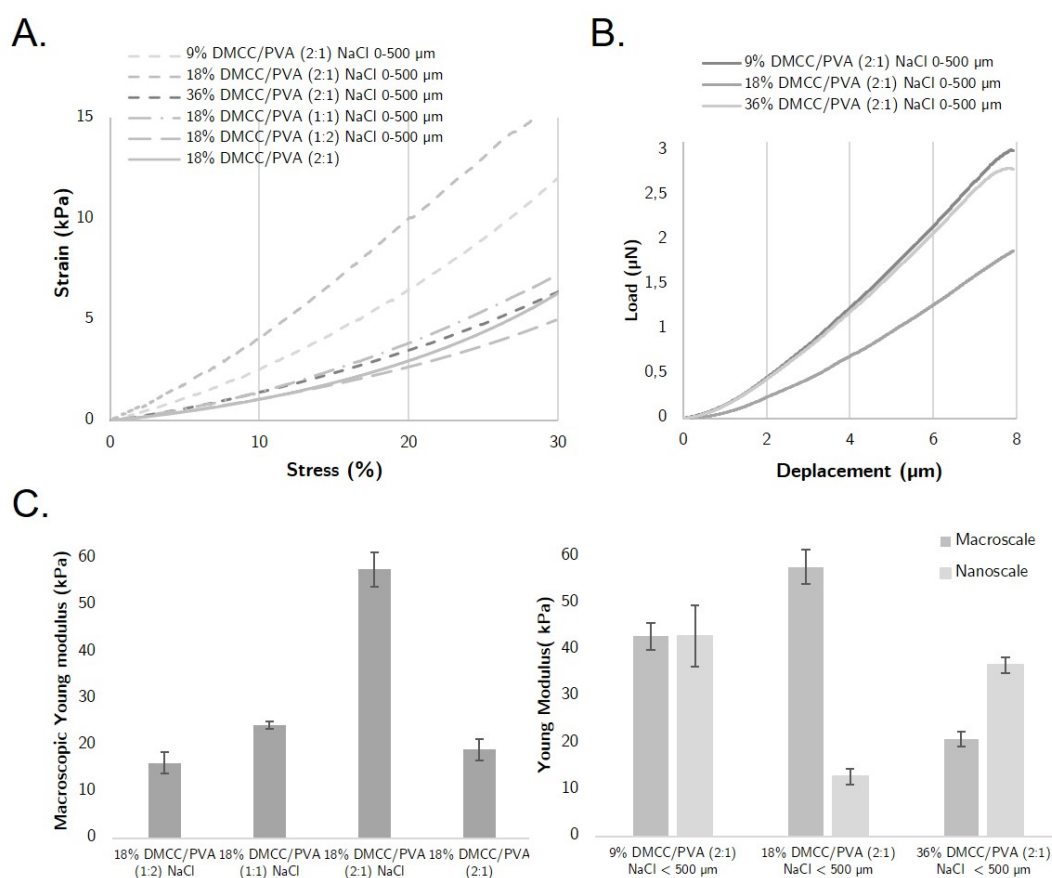 A.
9% DMCC/PVA (2:1) NaCl 0-500 µm
18% DMCC/PVA (2:1) NaCl 0-500 µm
36% DMCC/PVA (2:1) NaCl 0-500 µm
18% DMCC/PVA (1:1) NaCl 0-500 µm
18% DMCC/PVA (1:2) NaCl 0-500 µm
18% DMCC/PVA (2:1)
15
10
5
0
Strain (kPa)
0 10 20 30
Stress (%)
B.
9% DMCC/PVA (2:1) NaCl 0-500 µm
18% DMCC/PVA (2:1) NaCl 0-500 µm
36% DMCC/PVA (2:1) NaCl 0-500 µm
3
2,5
2
1,5
1
0,5
0
Load (µN)
0 2 4 6 8
Deplacement (µm)
C.
Macroscopic Young modulus (kPa)
60
50
40
30
20
10
0
18% DMCC/PVA 18% DMCC/PVA 18% DMCC/PVA 18% DMCC/PVA
(1:2) NaCl (1:1) NaCl (2:1) NaCl (2:1)
Young Modulus( kPa)
60
50
40
30
20
10
0
Macroscale
Nanoscale
9% DMCC/PVA (2:1) 18% DMCC/PVA (2:1) 36% DMCC/PVA (2:1)
NaCl < 500 µm NaCl < 500 µm NaCl < 500 µm